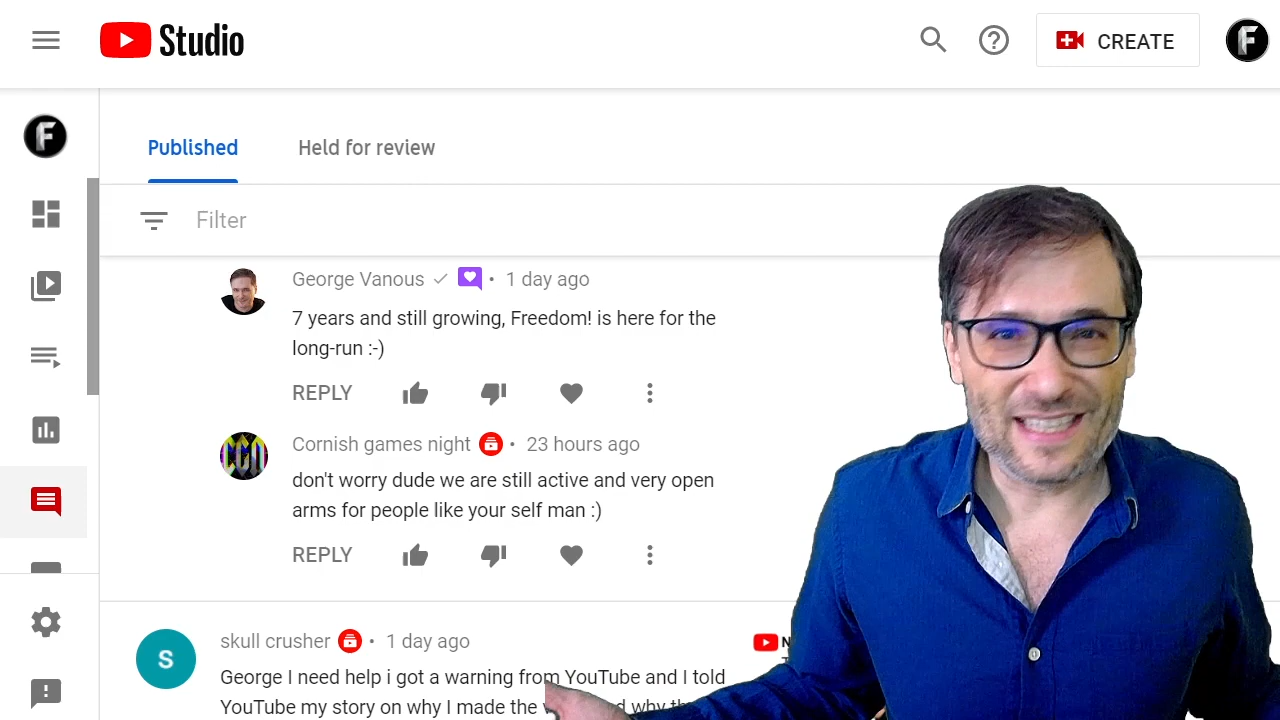 Studio
CREATE
F
F
Published
Held for review
Filter
George Vanous
1 day ago
7 years and still growing, Freedom! is here for the
long-run :-)
REPLY
CGN
Cornish games night
23 hours ago
don't worry dude we are still active and very open
arms for people like your self man :)
REPLY
S
skull crusher
1 day ago
George I need help i got a warning from YouTube and I told
YouTube my story on why I made the
why